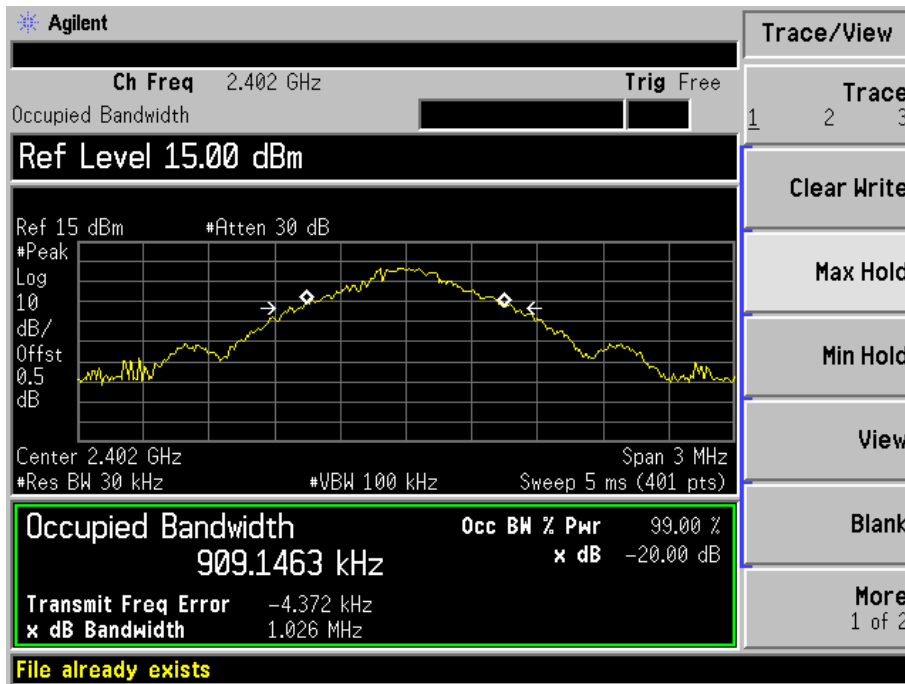 Agilent
Trace/View
Ch Freq 2.402 GHz Trig Free
Occupied Bandwidth
Trace
1 2 3
Ref Level 15.00 dBm
Clear Write
Ref 15 dBm #Atten 30 dB
#Peak
Log
10
dB/
Offst
0.5
dB
Max Hold
Min Hold
Center 2.402 GHz Span 3 MHz
#Res BW 30 kHz #VBW 100 kHz Sweep 5 ms (401 pts)
View
Occupied Bandwidth Occ BW % Pwr 99.00 %
909.1463 kHz x dB -20.00 dB
Blank
Transmit Freq Error -4.372 kHz
x dB Bandwidth 1.026 MHz
More
1 of 2
File already exists